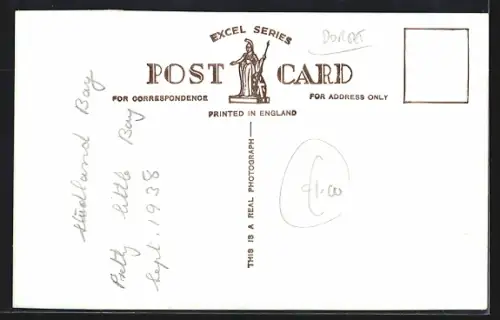 EXCEL SERIES
Dorset
POST CARD
FOR CORRESPONDENCE
FOR ADDRESS ONLY
PRINTED IN ENGLAND
THIS IS A REAL PHOTOGRAPH
Studland Bay
Pretty little Bay
Sept. 1938